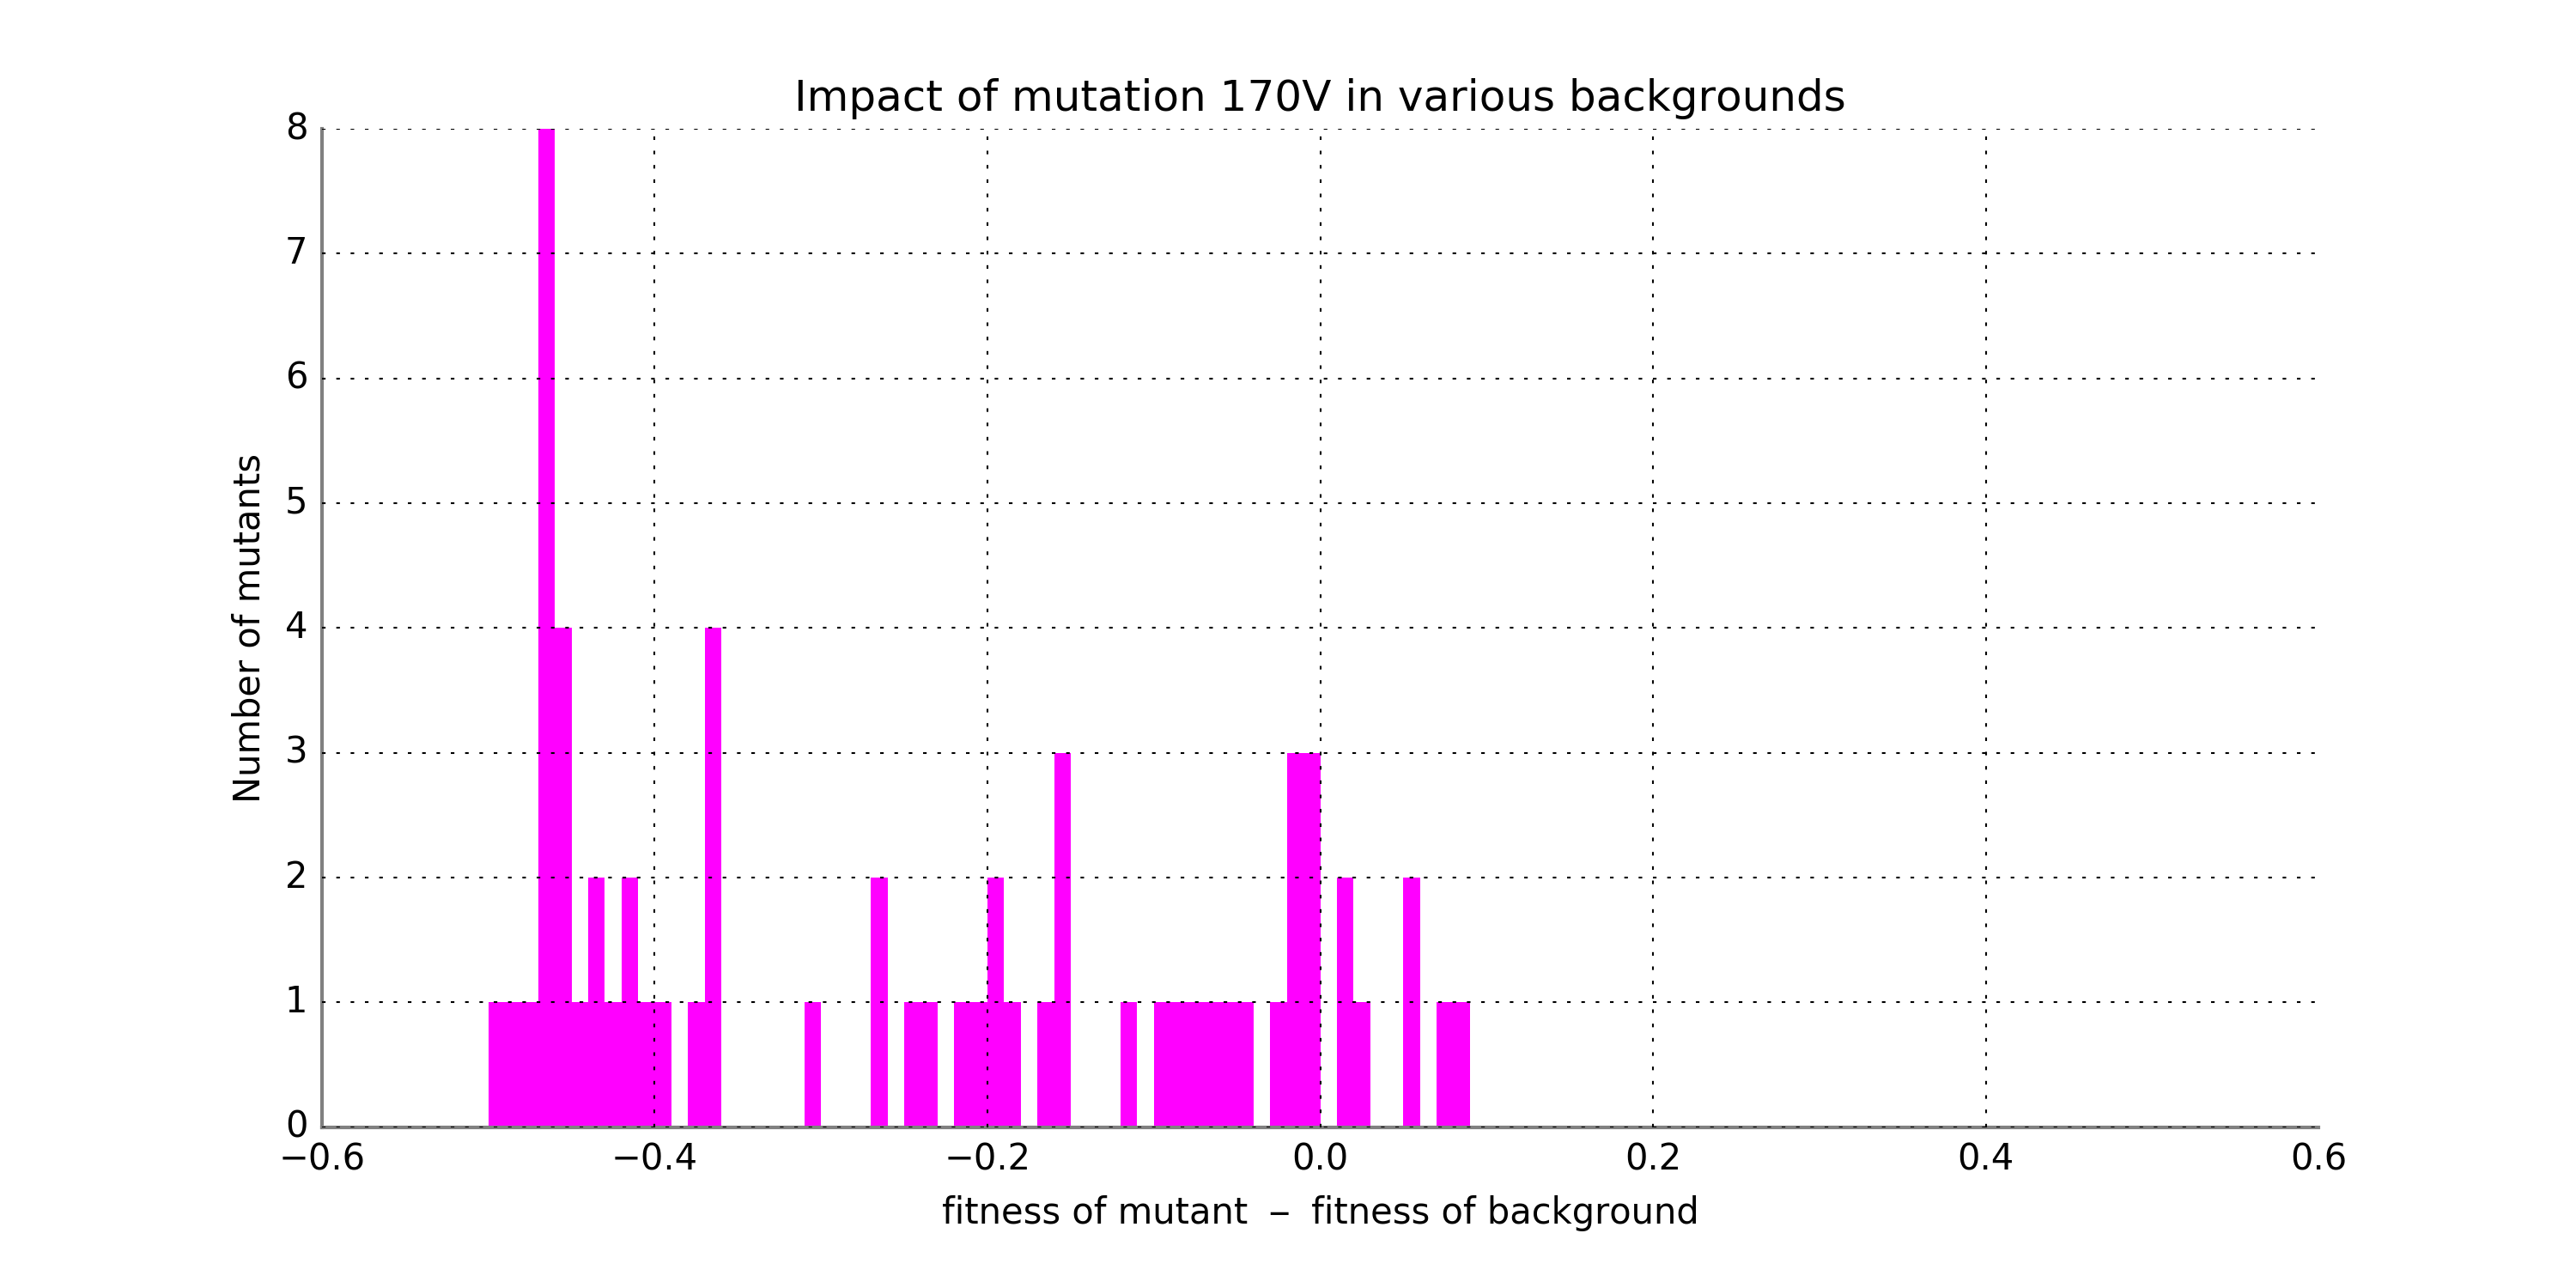 Impact of mutation 170V in various backgrounds
8
7
6
5
4
3
2
1
0
Number of mutants
−0.6 −0.4 −0.2 0.0 0.2 0.4 0.6
fitness of mutant − fitness of background